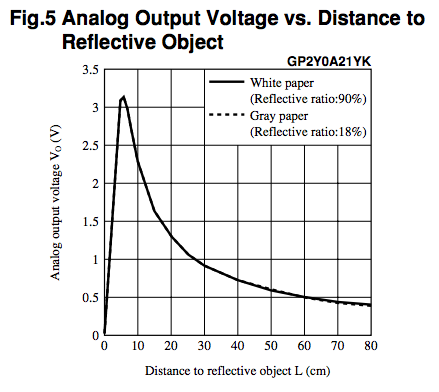 Fig.5 Analog Output Voltage vs. Distance to
Reflective Object
GP2Y0A21YK
White paper
(Reflective ratio:90%)
Gray paper
(Reflective ratio:18%)
Analog output voltage VO (V)
3.5
3
2.5
2
1.5
1
0.5
0
0 10 20 30 40 50 60 70 80
Distance to reflective object L (cm)